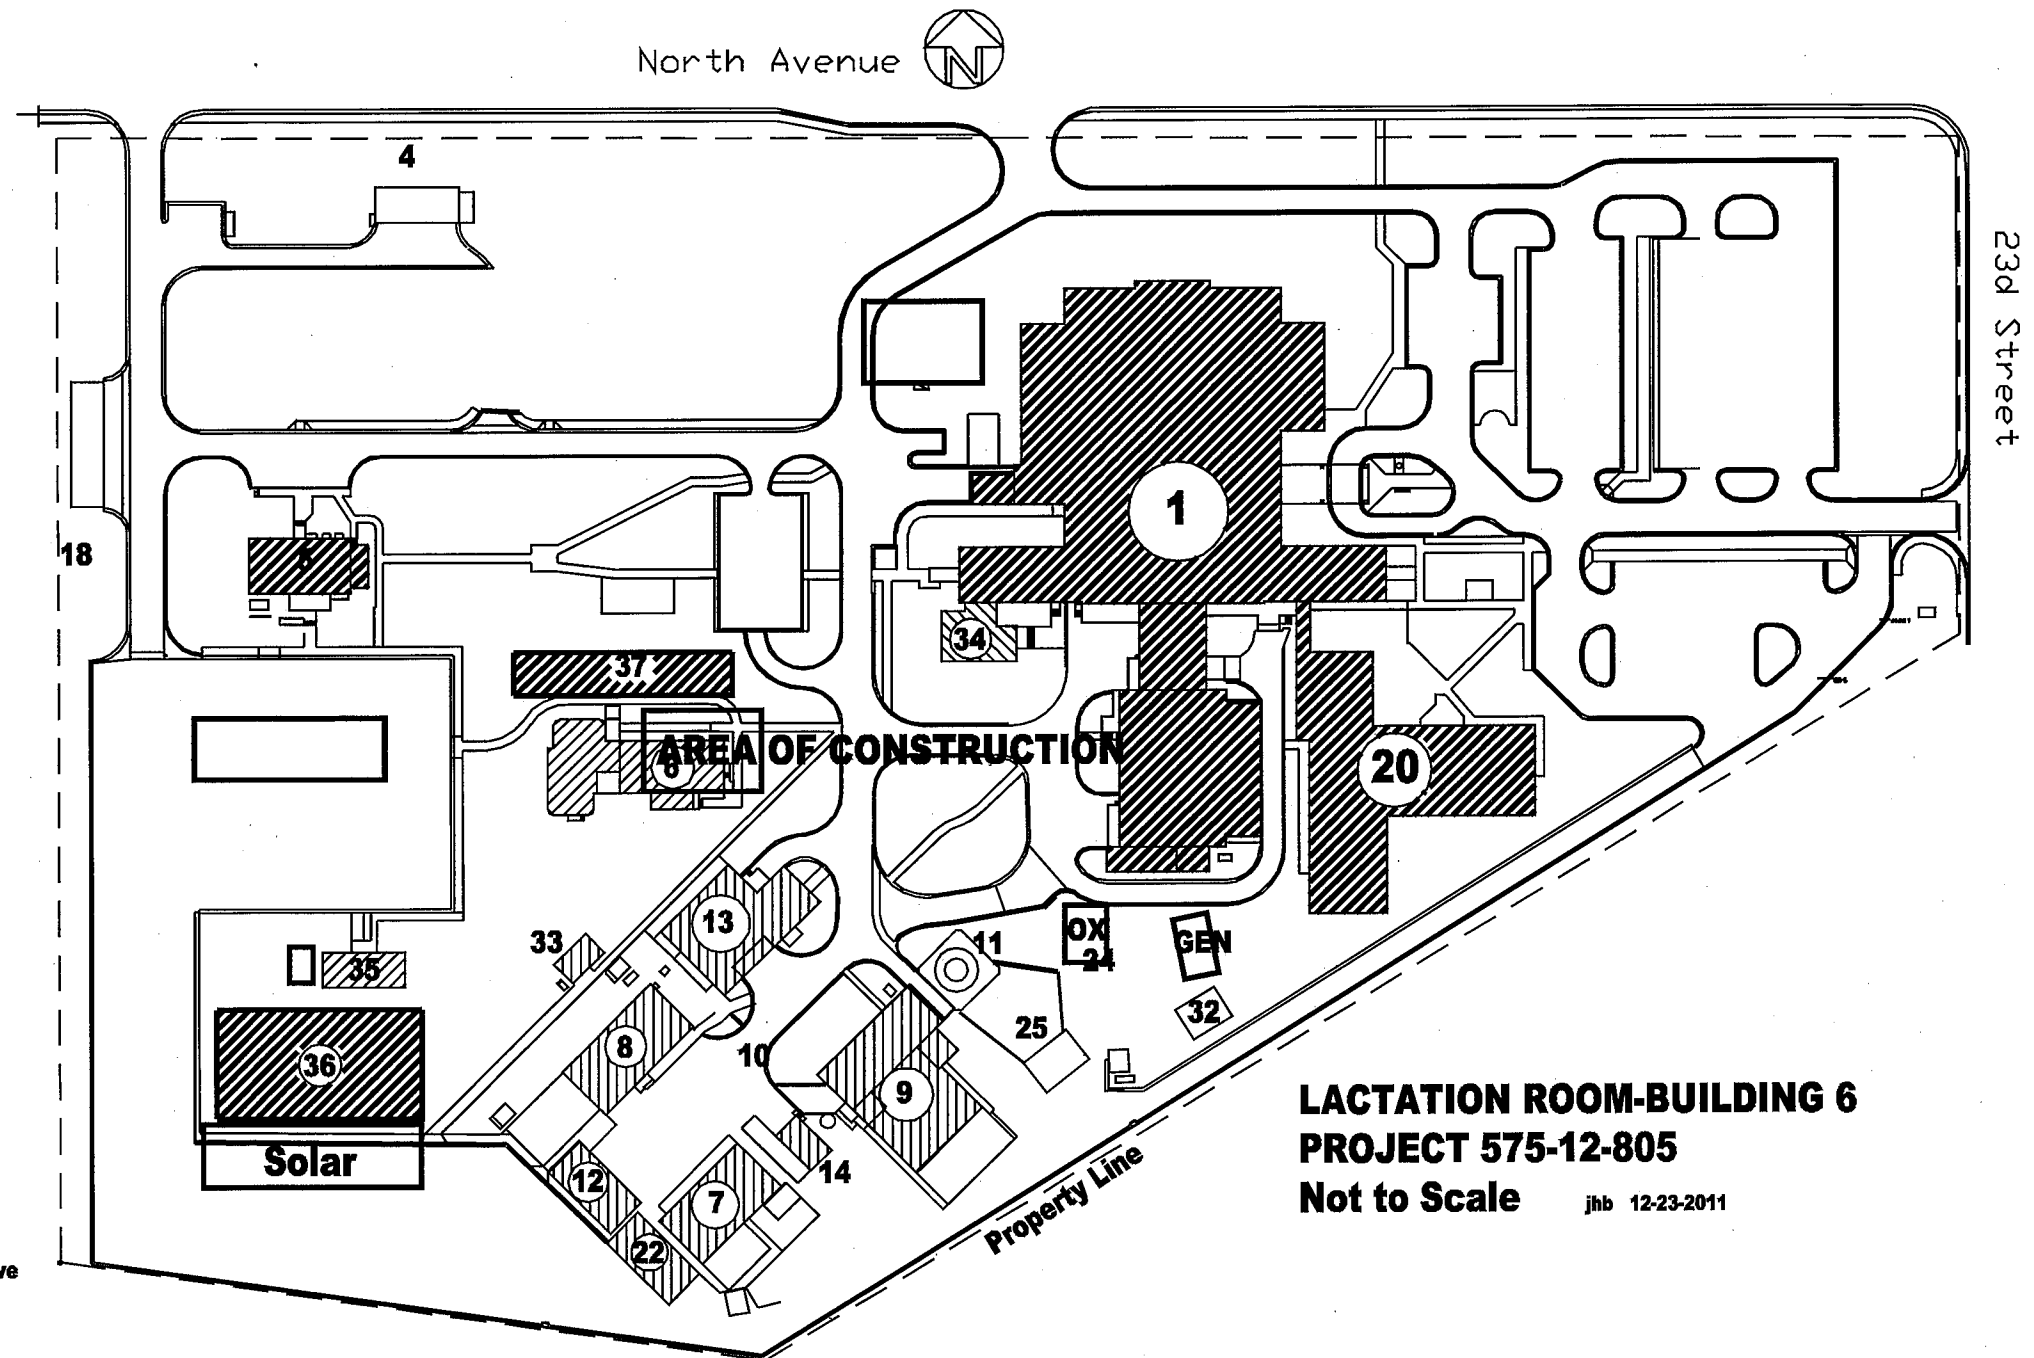 North Avenue
N
4
23d Street
1
18
5
34
37
AREA OF CONSTRUCTION
6
20
13
33
11
OX
24
GEN
35
32
25
8
10
36
9
LACTATION ROOM-BUILDING 6
PROJECT 575-12-805
Not to Scale jhb 12-23-2011
Solar
14
12
7
Property Line
22
ve